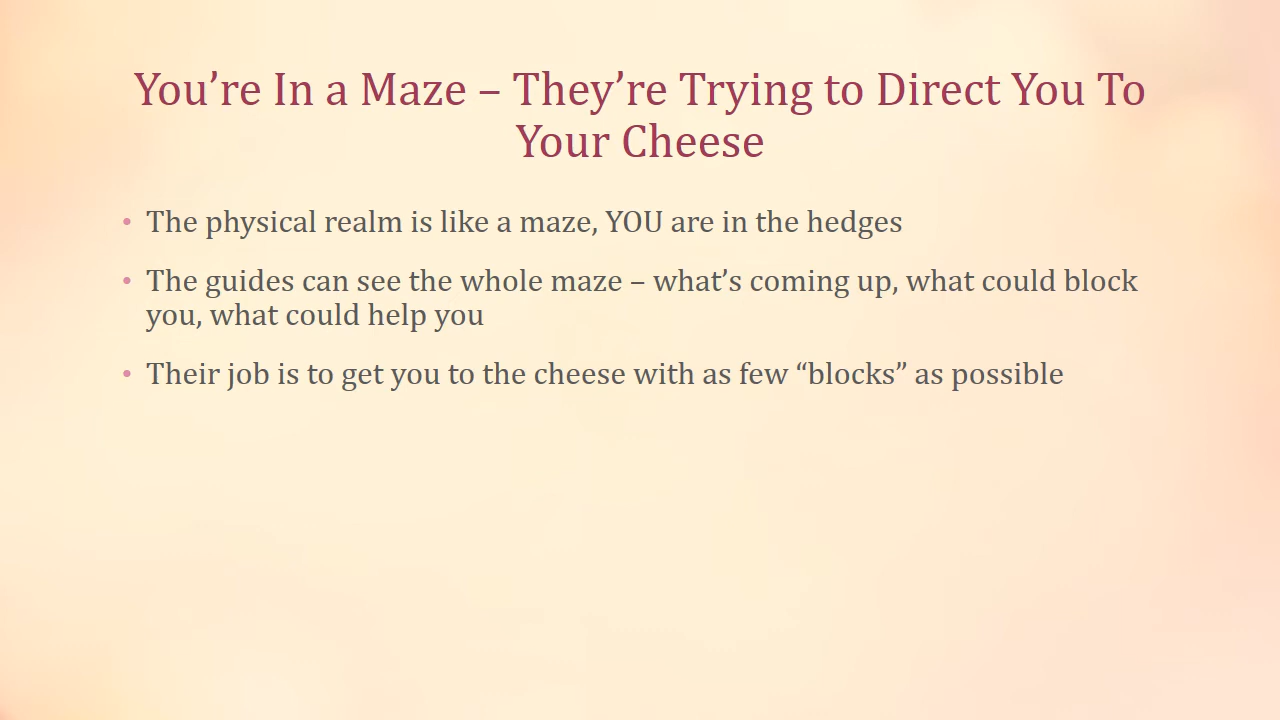 You’re In a Maze – They’re Trying to Direct You To
Your Cheese
• The physical realm is like a maze, YOU are in the hedges
• The guides can see the whole maze – what’s coming up, what could block
you, what could help you
• Their job is to get you to the cheese with as few “blocks” as possible